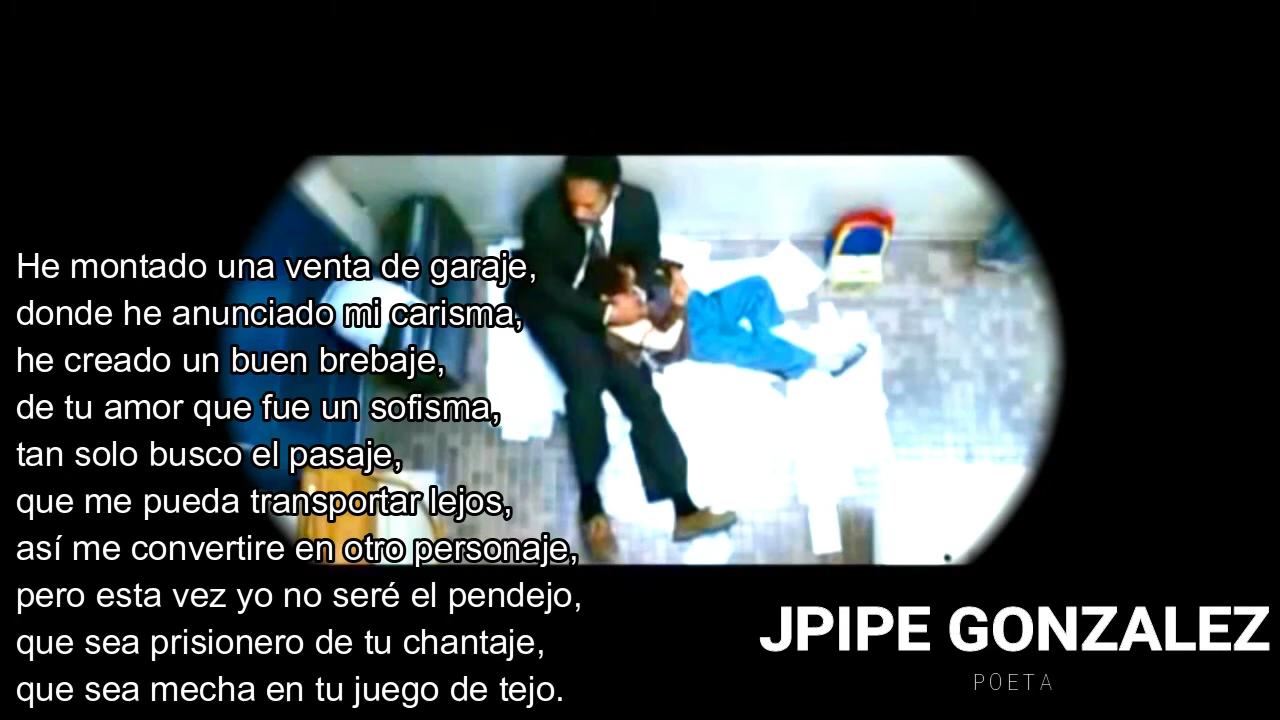 He montado una venta de garaje,
donde he anunciado mi carisma,
he creado un buen brebaje,
de tu amor que fue un sofisma,
tan solo busco el pasaje,
que me pueda transportar lejos,
así me convertire en otro personaje,
pero esta vez yo no seré el pendejo,
que sea prisionero de tu chantaje,
que sea mecha en tu juego de tejo.
JPIPE GONZALEZ
POETA